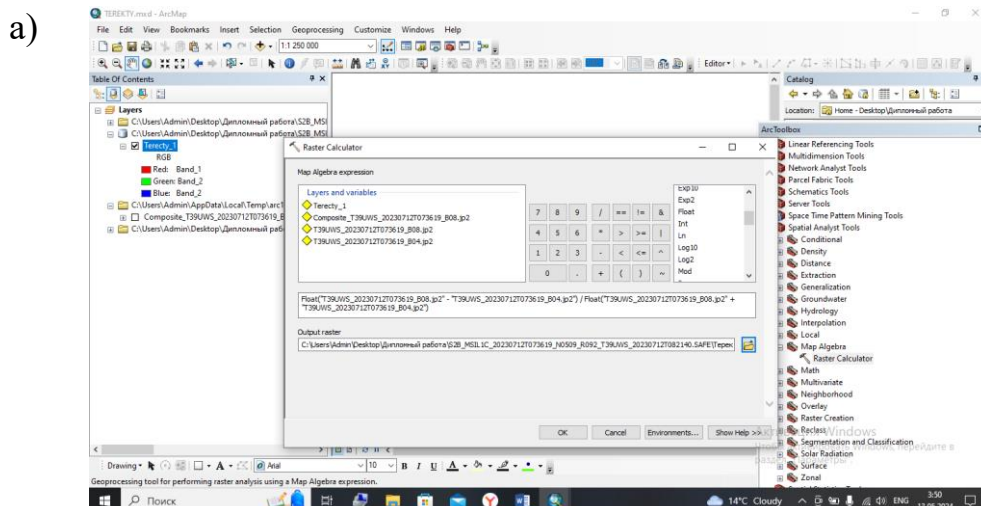 а)
TEREKTY.mxd - ArcMap
File Edit View Bookmarks Insert Selection Geoprocessing Customize Windows Help
1:1 250 000
Editor
Table Of Contents
Layers
C:\Users\Admin\Desktop\Дипломный работа\S2B_MSI
C:\Users\Admin\Desktop\Дипломный работа\S2B_MSI
Terecty_1
RGB
Red: Band_1
Green: Band_2
Blue: Band_2
C:\Users\Admin\AppData\Local\Temp\arc1
Composite_T39UWS_20230712T073619_B
C:\Users\Admin\Desktop\Дипломный раб
Raster Calculator
Map Algebra expression
Layers and variables
Terecty_1
Composite_T39UWS_20230712T073619_B08.jp2
T39UWS_20230712T073619_B08.jp2
T39UWS_20230712T073619_B04.jp2
7 8 9 / == != &
4 5 6 * > >= |
1 2 3 - < <= ^
0 . + ( ) ~
Exp10
Exp2
Float
Int
Ln
Log10
Log2
Mod
Float("T39UWS_20230712T073619_B08.jp2" - "T39UWS_20230712T073619_B04.jp2") / Float("T39UWS_20230712T073619_B08.jp2" +
"T39UWS_20230712T073619_B04.jp2")
Output raster
C:\Users\Admin\Desktop\Дипломный работа\S2B_MSIL1C_20230712T073619_N0509_R092_T39UWS_20230712T082140.SAFE\Терек
OK Cancel Environments... Show Help >>
Catalog
Location: Home - Desktop\Дипломный работа
ArcToolbox
Linear Referencing Tools
Multidimension Tools
Network Analyst Tools
Parcel Fabric Tools
Schematics Tools
Server Tools
Space Time Pattern Mining Tools
Spatial Analyst Tools
Conditional
Density
Distance
Extraction
Generalization
Groundwater
Hydrology
Interpolation
Local
Map Algebra
Raster Calculator
Math
Multivariate
Neighborhood
Overlay
Raster Creation
Reclass
Segmentation and Classification
Solar Radiation
Surface
Zonal
Windows
Windows, перейдите в
Drawing Arial 10 B I U A
Geoprocessing tool for performing raster analysis using a Map Algebra expression.
Поиск
14°C Cloudy
ENG
3:50